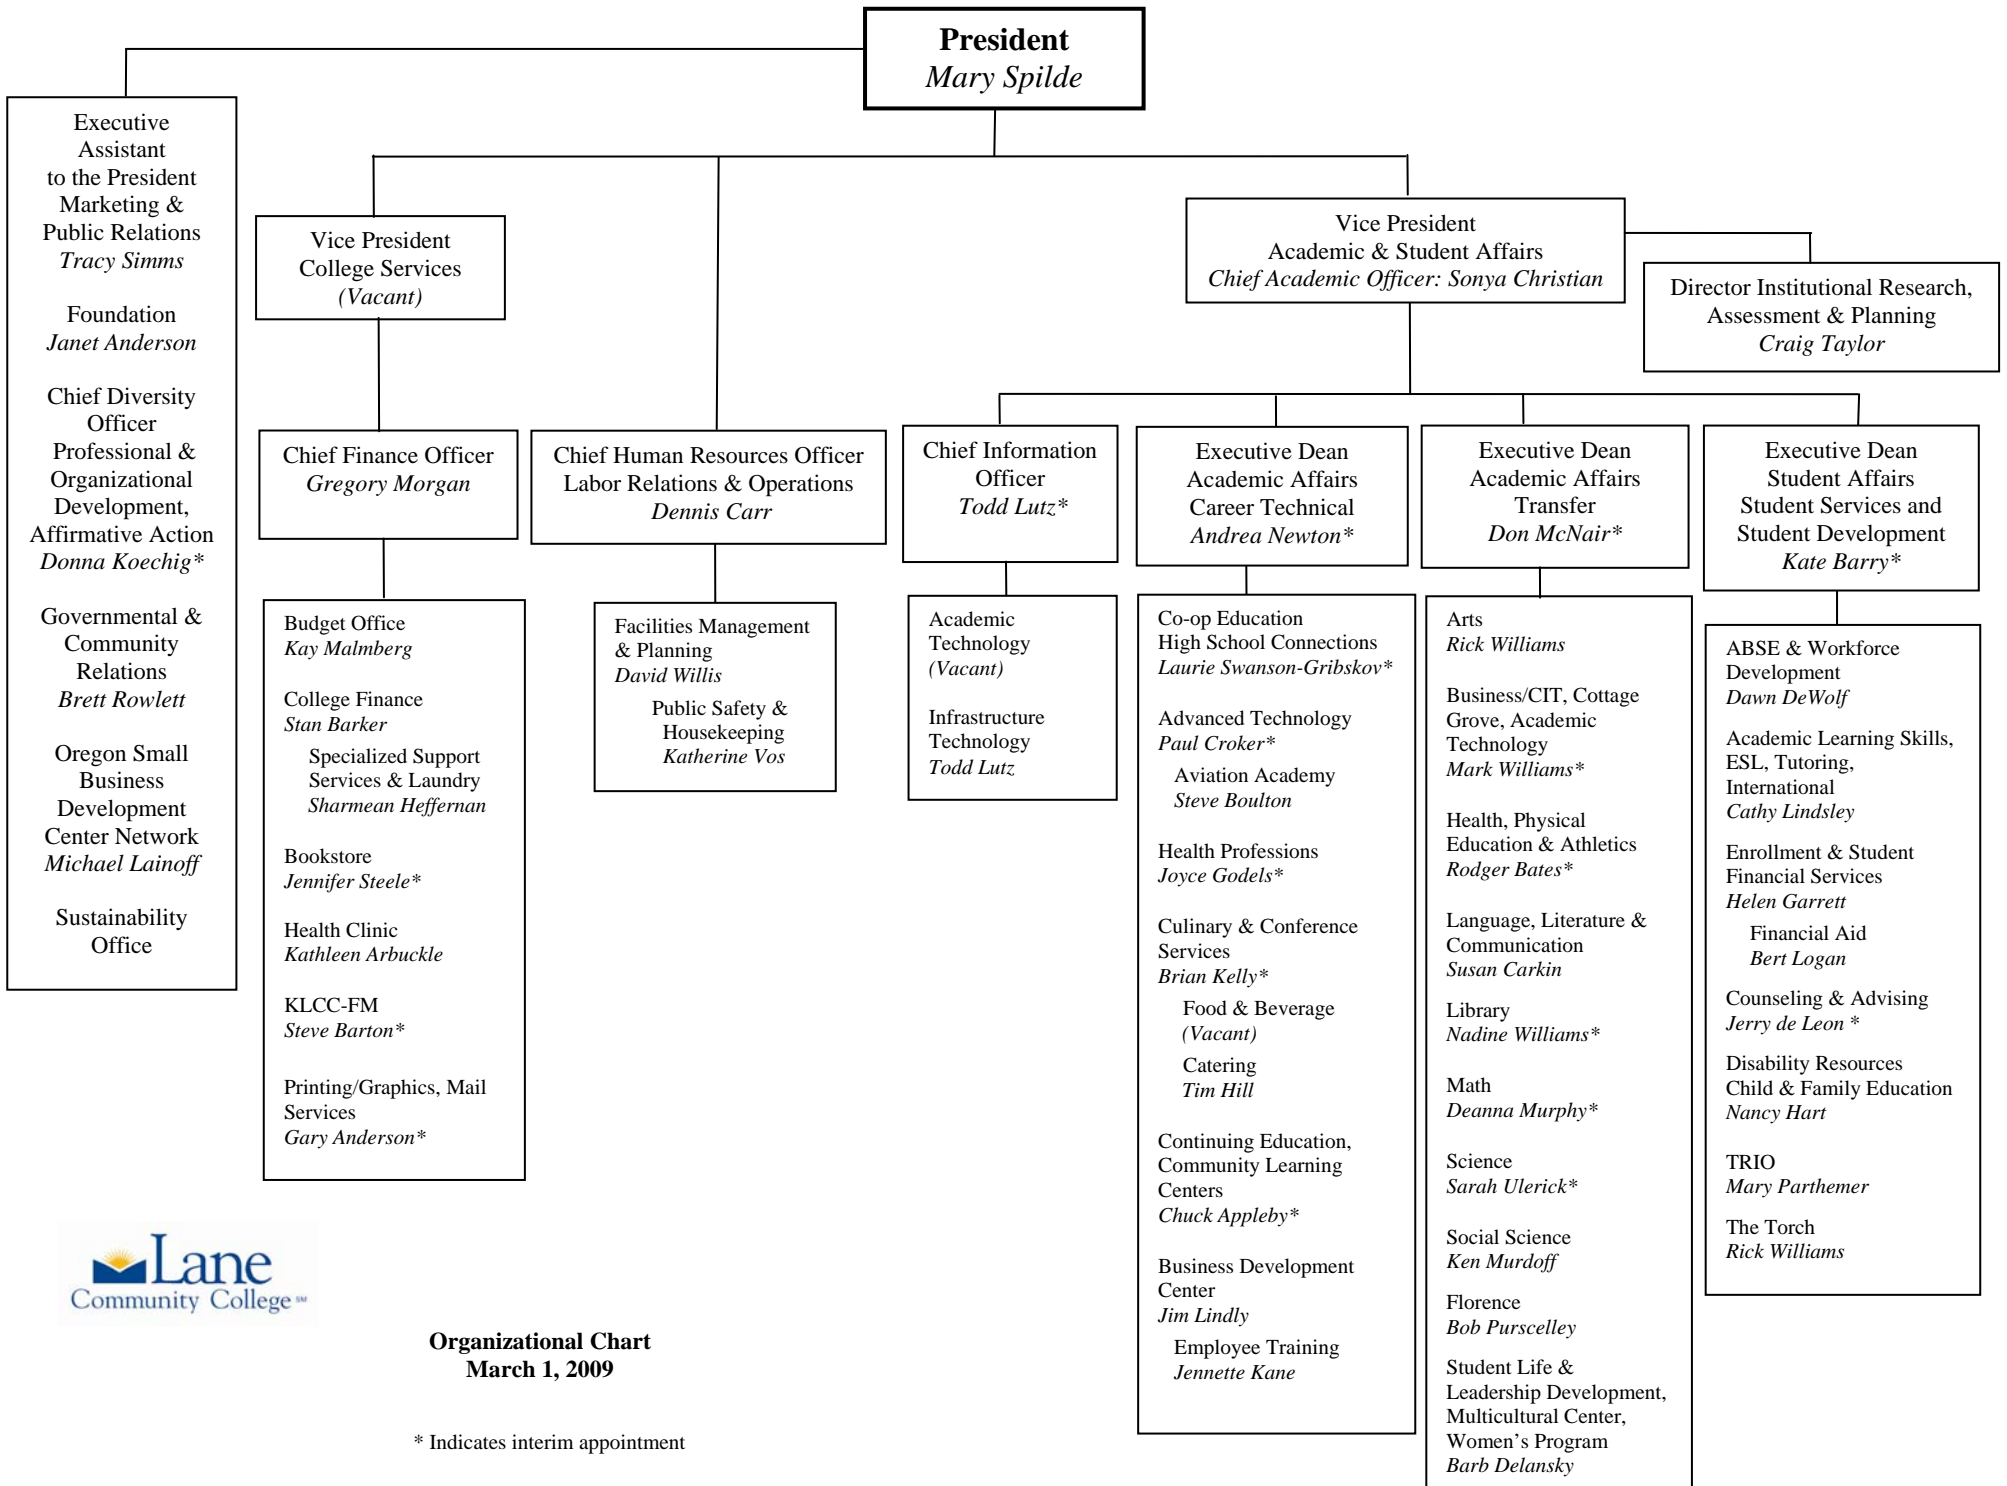 President
Mary Spilde
Executive
Assistant
to the President
Marketing &
Public Relations
Tracy Simms
Foundation
Janet Anderson
Chief Diversity
Officer
Professional &
Organizational
Development,
Affirmative Action
Donna Koechig*
Governmental &
Community
Relations
Brett Rowlett
Oregon Small
Business
Development
Center Network
Michael Lainoff
Sustainability
Office
Vice President
College Services
(Vacant)
Vice President
Academic & Student Affairs
Chief Academic Officer: Sonya Christian
Director Institutional Research,
Assessment & Planning
Craig Taylor
Chief Finance Officer
Gregory Morgan
Chief Human Resources Officer
Labor Relations & Operations
Dennis Carr
Chief Information
Officer
Todd Lutz*
Executive Dean
Academic Affairs
Career Technical
Andrea Newton*
Executive Dean
Academic Affairs
Transfer
Don McNair*
Executive Dean
Student Affairs
Student Services and
Student Development
Kate Barry*
Budget Office
Kay Malmberg
College Finance
Stan Barker
Specialized Support
Services & Laundry
Sharmean Heffernan
Bookstore
Jennifer Steele*
Health Clinic
Kathleen Arbuckle
KLCC-FM
Steve Barton*
Printing/Graphics, Mail
Services
Gary Anderson*
Facilities Management
& Planning
David Willis
Public Safety &
Housekeeping
Katherine Vos
Academic
Technology
(Vacant)
Infrastructure
Technology
Todd Lutz
Co-op Education
High School Connections
Laurie Swanson-Gribskov*
Advanced Technology
Paul Croker*
Aviation Academy
Steve Boulton
Health Professions
Joyce Godels*
Culinary & Conference
Services
Brian Kelly*
Food & Beverage
(Vacant)
Catering
Tim Hill
Continuing Education,
Community Learning
Centers
Chuck Appleby*
Business Development
Center
Jim Lindly
Employee Training
Jennette Kane
Arts
Rick Williams
Business/CIT, Cottage
Grove, Academic
Technology
Mark Williams*
Health, Physical
Education & Athletics
Rodger Bates*
Language, Literature &
Communication
Susan Carkin
Library
Nadine Williams*
Math
Deanna Murphy*
Science
Sarah Ulerick*
Social Science
Ken Murdoff
Florence
Bob Purscelley
Student Life &
Leadership Development,
Multicultural Center,
Women's Program
Barb Delansky
ABSE & Workforce
Development
Dawn DeWolf
Academic Learning Skills,
ESL, Tutoring,
International
Cathy Lindsley
Enrollment & Student
Financial Services
Helen Garrett
Financial Aid
Bert Logan
Counseling & Advising
Jerry de Leon *
Disability Resources
Child & Family Education
Nancy Hart
TRIO
Mary Parthemer
The Torch
Rick Williams
Lane
Community College SM
Organizational Chart
March 1, 2009
* Indicates interim appointment